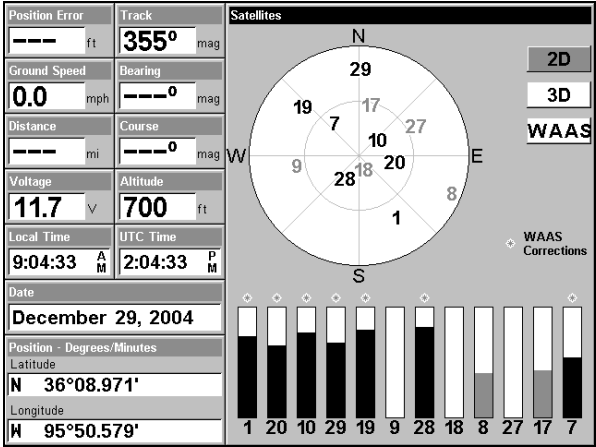 Position Error
--- ft
Track
355º mag
Ground Speed
0.0 mph
Bearing
---º mag
Distance
--- mi
Course
---º mag
Voltage
11.7 V
Altitude
700 ft
Local Time
9:04:33 AM
UTC Time
2:04:33 PM
Date
December 29, 2004
Position - Degrees/Minutes
Latitude
N 36°08.971'
Longitude
W 95°50.579'
Satellites
N
29
19
17
7
27
10
W
9
18
20
E
28
8
1
S
2D
3D
WAAS
WAAS
Corrections
1 20 10 29 19 9 28 18 8 27 17 7